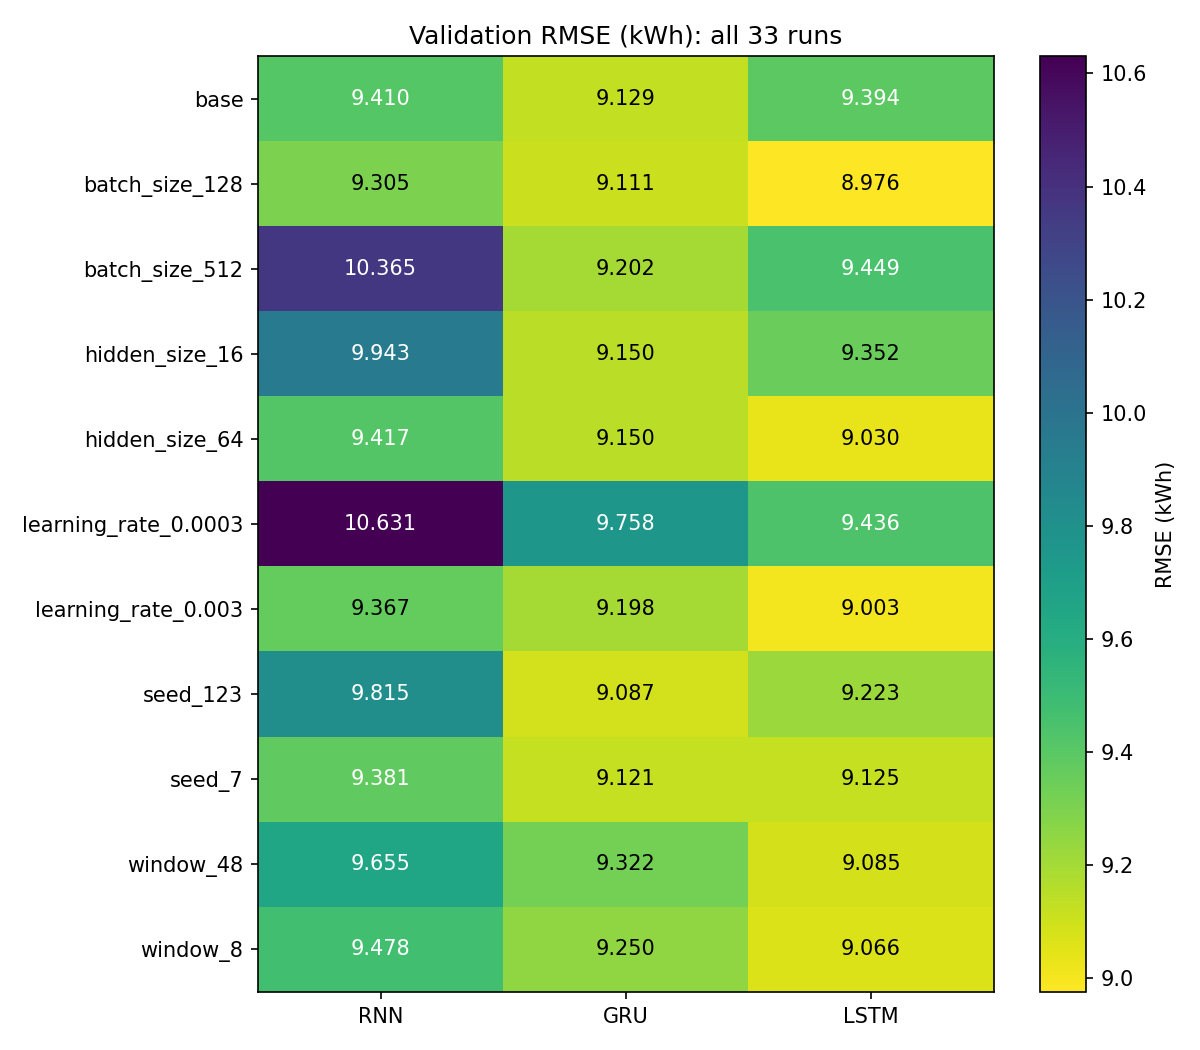 Validation RMSE (kWh): all 33 runs
base 9.410 9.129 9.394
batch_size_128 9.305 9.111 8.976
batch_size_512 10.365 9.202 9.449
hidden_size_16 9.943 9.150 9.352
hidden_size_64 9.417 9.150 9.030
learning_rate_0.0003 10.631 9.758 9.436
learning_rate_0.003 9.367 9.198 9.003
seed_123 9.815 9.087 9.223
seed_7 9.381 9.121 9.125
window_48 9.655 9.322 9.085
window_8 9.478 9.250 9.066
RNN GRU LSTM
10.6
10.4
10.2
10.0
9.8
9.6
9.4
9.2
9.0
RMSE (kWh)